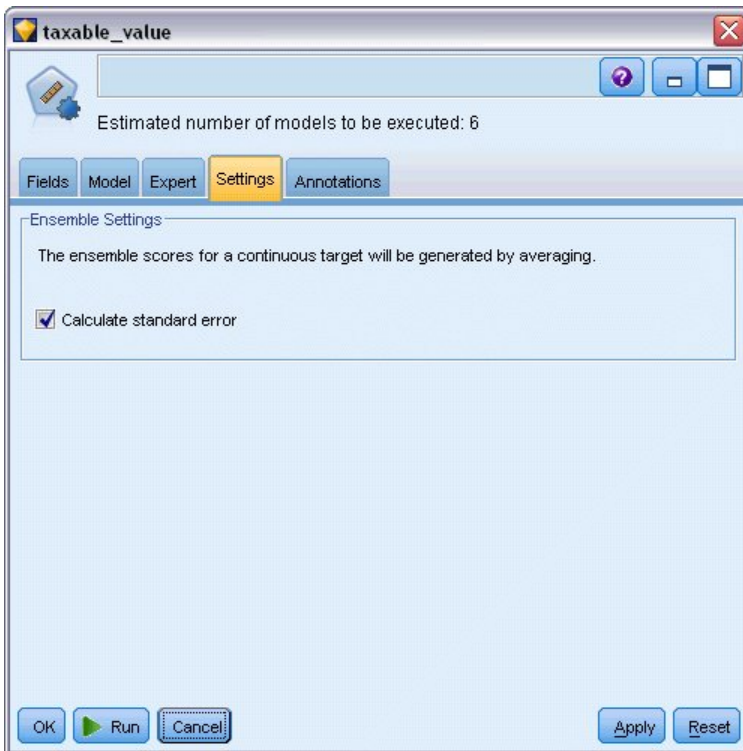 taxable_value
Estimated number of models to be executed: 6
Fields Model Expert Settings Annotations
Ensemble Settings
The ensemble scores for a continuous target will be generated by averaging.
Calculate standard error
OK Run Cancel Apply Reset